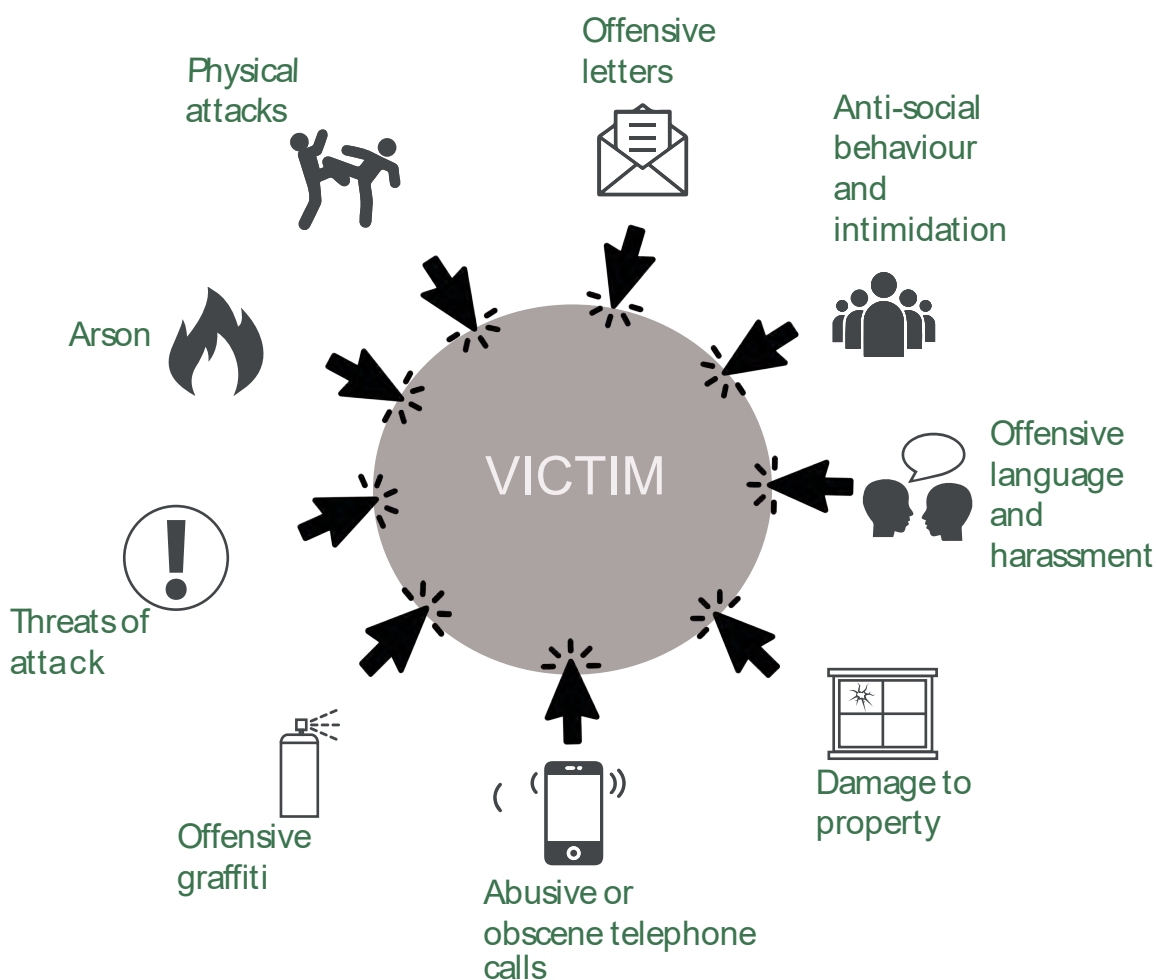 Offensive
letters
Physical
attacks
Anti-social
behaviour
and
intimidation
Arson
Offensive
language
and
harassment
VICTIM
Threats of
attack
Damage to
property
Offensive
graffiti
Abusive or
obscene telephone
calls